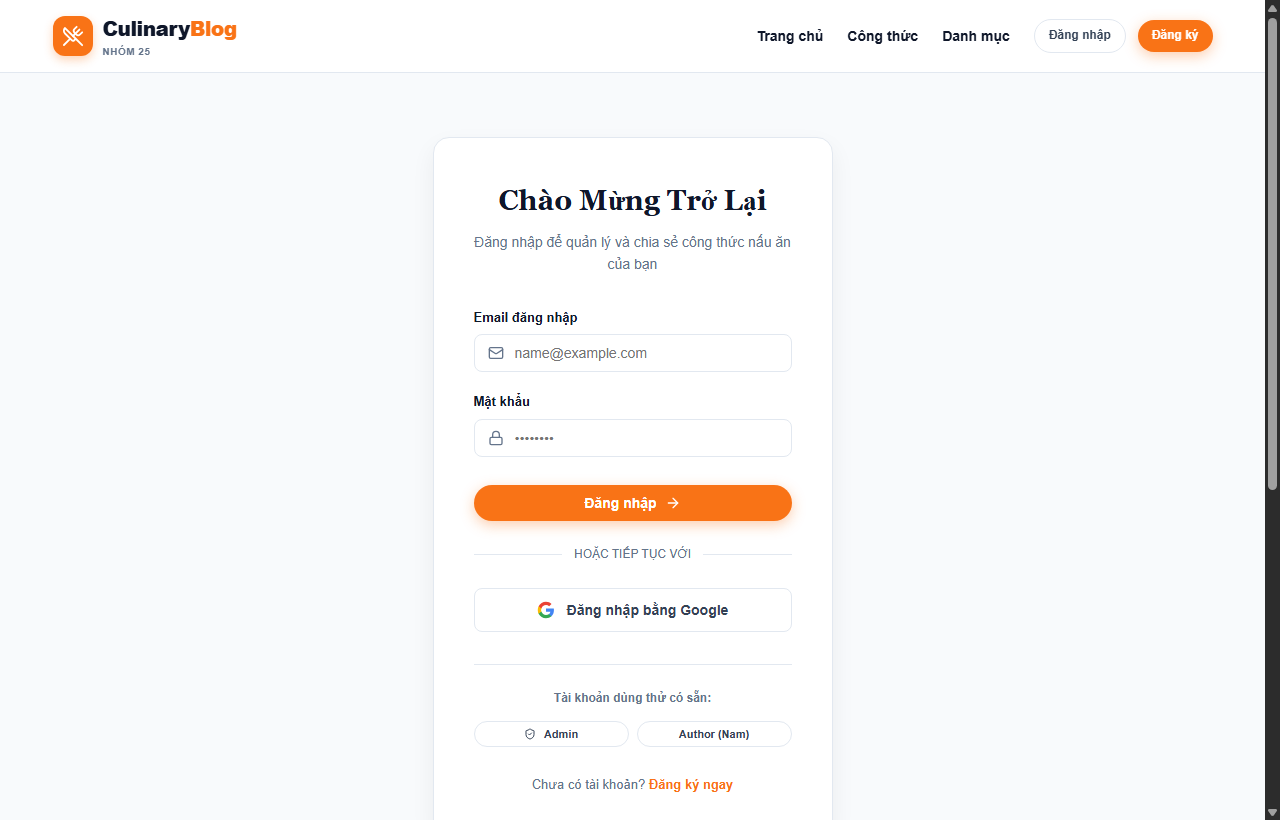 CulinaryBlog
NHÓM 25
Trang chủ
Công thức
Danh mục
Đăng nhập
Đăng ký
Chào Mừng Trở Lại
Đăng nhập để quản lý và chia sẻ công thức nấu ăn
của bạn
Email đăng nhập
name@example.com
Mật khẩu
••••••••
Đăng nhập →
HOẶC TIẾP TỤC VỚI
Đăng nhập bằng Google
Tài khoản dùng thử có sẵn:
Admin
Author (Nam)
Chưa có tài khoản? Đăng ký ngay